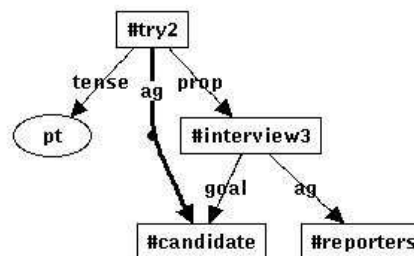 #try2
tense
ag
prop
pt
#interview3
goal
ag
#candidate
#reporters